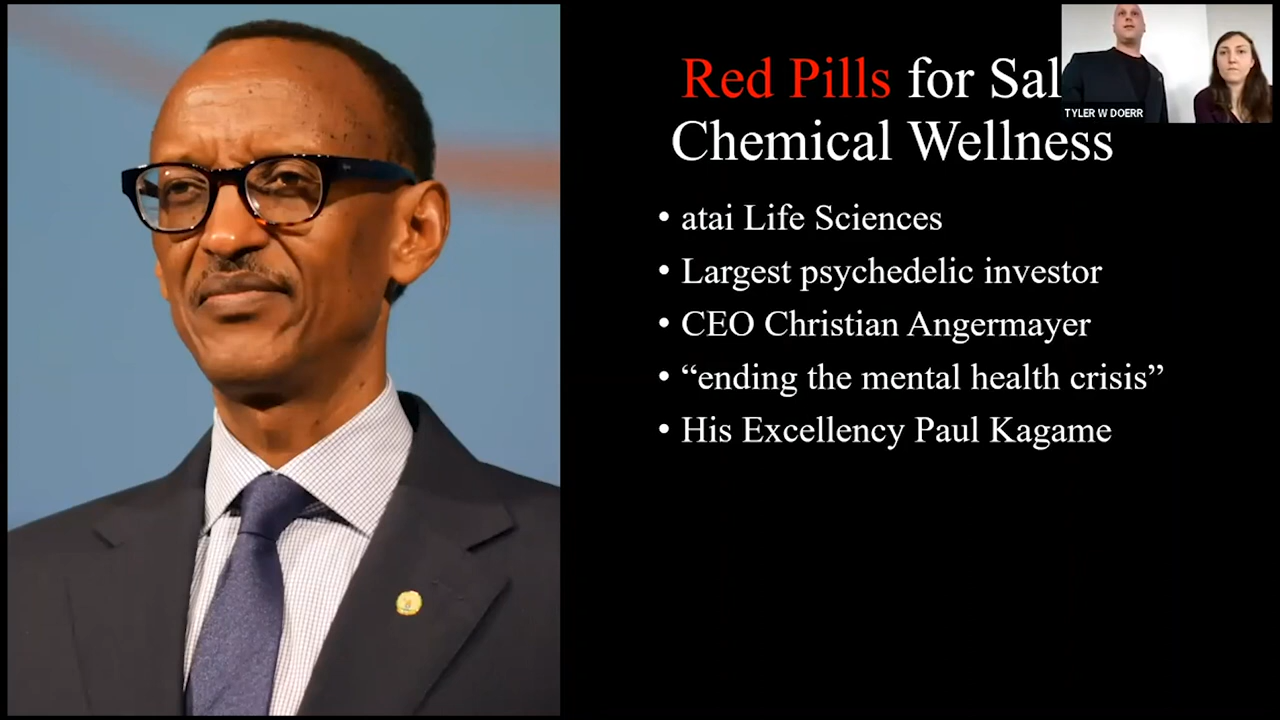 Red Pills for Sal
Chemical Wellness
TYLER W DOERR
• atai Life Sciences
• Largest psychedelic investor
• CEO Christian Angermayer
• “ending the mental health crisis”
• His Excellency Paul Kagame